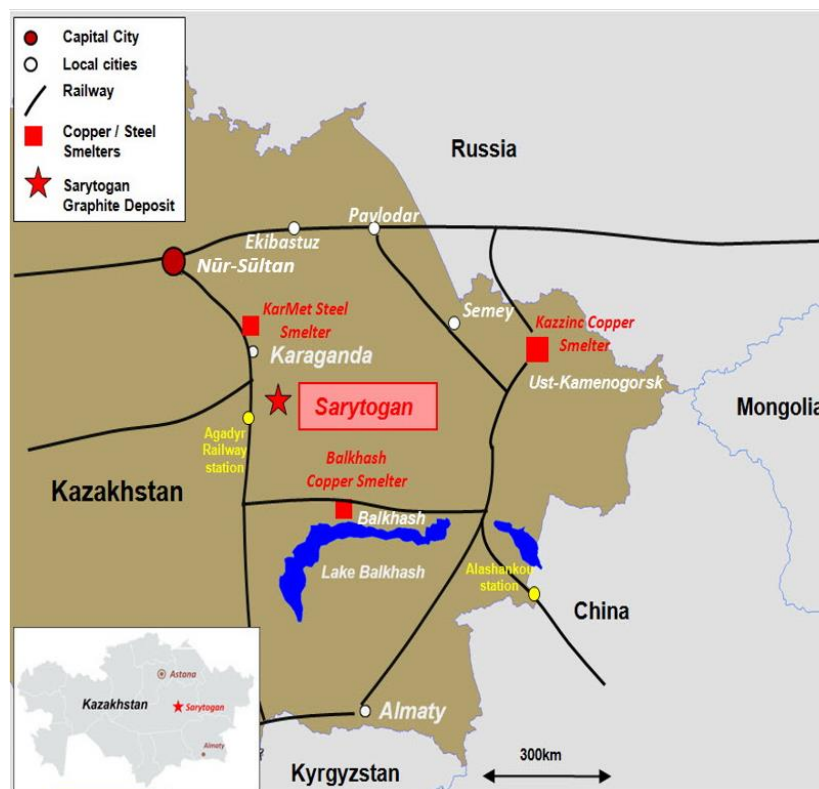 Capital City
Local cities
Railway
Copper / Steel
Smelters
Sarytogan
Graphite Deposit
Russia
Pavlodar
Ekibastuz
Nūr-Sūltan
KarMet Steel
Smelter
Karaganda
Semey
Kazzinc Copper
Smelter
Ust-Kamenogorsk
Mongolia
Sarytogan
Agadyr
Railway
station
Balkhash
Copper Smelter
Kazakhstan
Balkhash
Lake Balkhash
Alashankou
station
China
Almaty
Kyrgyzstan
300km
Astana
Kazakhstan
Sarytogan
Almaty